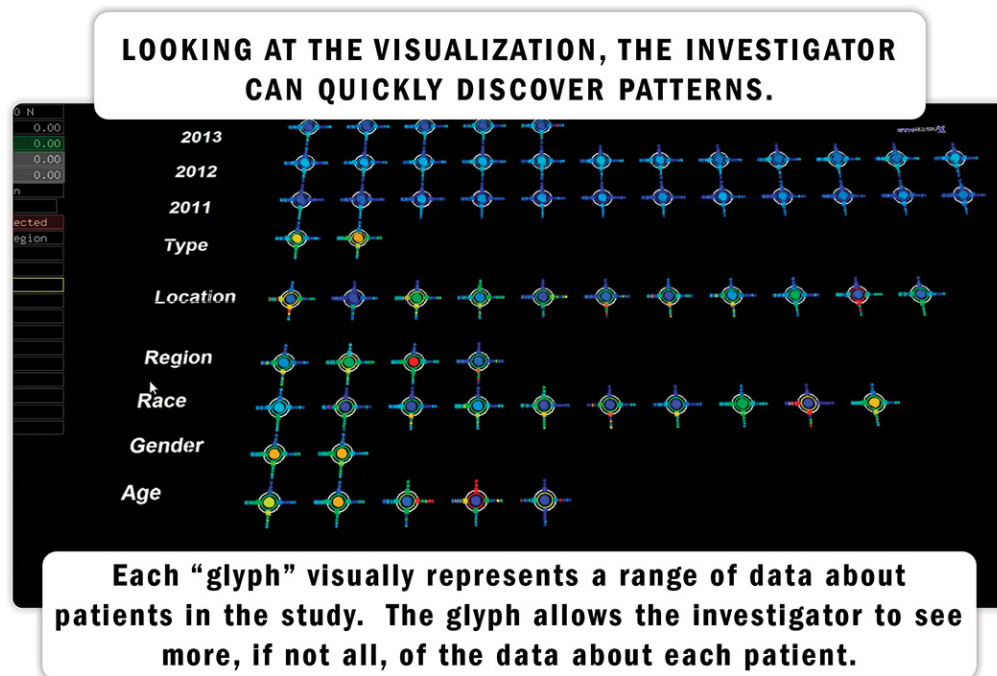 LOOKING AT THE VISUALIZATION, THE INVESTIGATOR
CAN QUICKLY DISCOVER PATTERNS.
O N
0.00
0.00
0.00
0.00
n
ected
egion
2013
2012
2011
Type
Location
Region
Race
Gender
Age
Each “glyph” visually represents a range of data about
patients in the study.  The glyph allows the investigator to see
more, if not all, of the data about each patient.